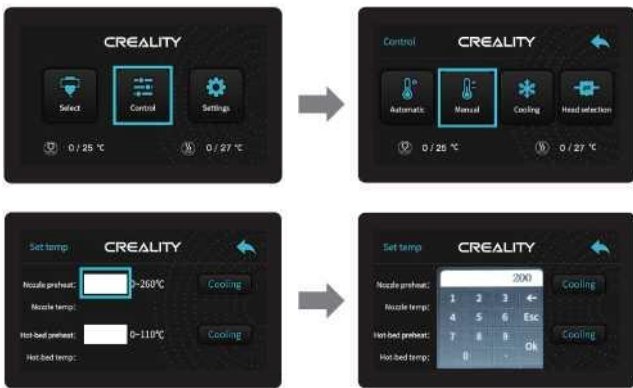 CREALITY
Select
Control
Settings
0 / 25 ℃
0 / 27 ℃
Control
CREALITY
Automatic
Manual
Cooling
Head selection
0 / 25 ℃
0 / 27 ℃
Set temp
CREALITY
Nozzle preheat:
0~260℃
Cooling
Nozzle temp:
Hot-bed preheat:
0~110℃
Cooling
Hot-bed temp:
Set temp
CREALITY
200
Nozzle preheat:
Cooling
1 2 3 ←
Nozzle temp:
4 5 6 Esc
Hot-bed preheat:
7 8 9
Cooling
Ok
0 .
Hot-bed temp: